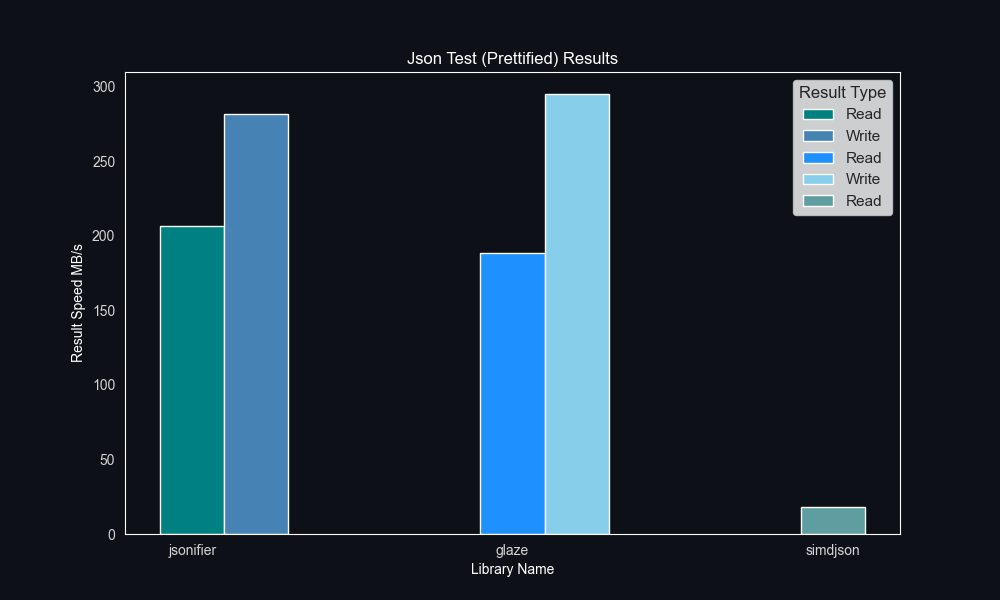 Json Test (Prettified) Results
300
250
200
150
100
50
0
Result Speed MB/s
Result Type
Read
Write
Read
Write
Read
jsonifier
glaze
simdjson
Library Name